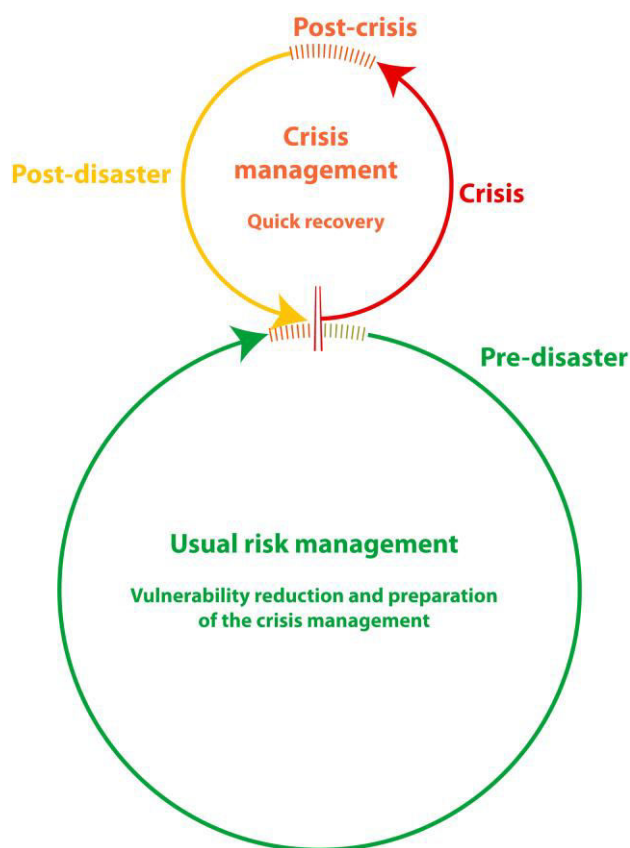 Post-crisis
Crisis
management
Post-disaster
Crisis
Quick recovery
Pre-disaster
Usual risk management
Vulnerability reduction and preparation
of the crisis management